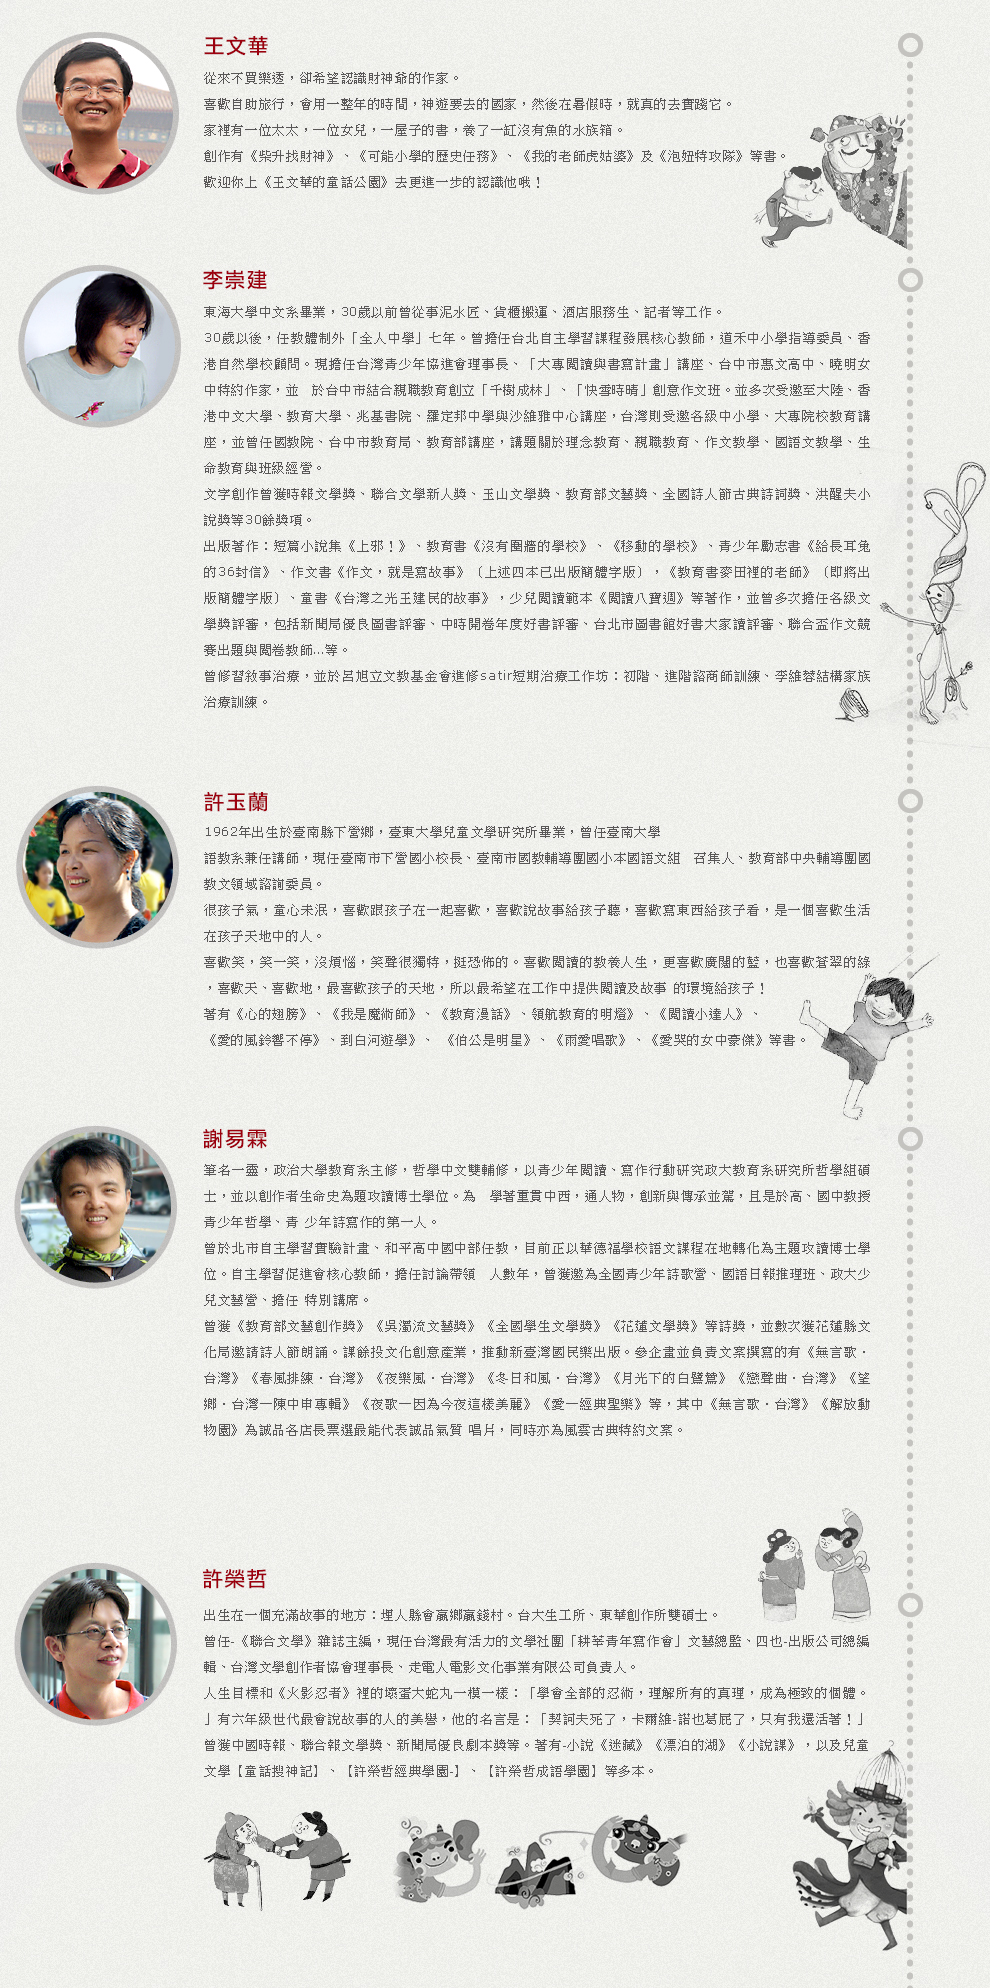 王文華
從來不買樂透，卻希望認識財神爺的作家。
喜歡自助旅行，會用一整年的時間，神遊要去的國家，然後在暑假時，就真的去實踐它。
家裡有一位太太，一位女兒，一屋子的書，養了一缸沒有魚的水族箱。
創作有《柴升找財神》、《可能小學的歷史任務》、《我的老師虎姑婆》及《泡妞特攻隊》等書。
歡迎你上《王文華的童話公園》去更進一步的認識他哦！
李崇建
東海大學中文系畢業，30歲以前曾從事泥水匠、貨櫃搬運、酒店服務生、記者等工作。
30歲以後，任教體制外「全人中學」七年。曾擔任台北自主學習課程發展核心教師，道禾中小學指導委員、香
港自然學校顧問。現擔任台灣青少年協進會理事長、「大專閱讀與書寫計畫」講座、台中市惠文高中、曉明女
中特約作家，並　於台中市結合親職教育創立「千樹成林」、「快雪時晴」創意作文班。並多次受邀至大陸、香
港中文大學、教育大學、兆基書院、羅定邦中學與沙維雅中心講座，台灣則受邀各級中小學、大專院校教育講
座，並曾任國教院、台中市教育局、教育部講座，講題關於理念教育、親職教育、作文教學、國語文教學、生
命教育與班級經營。
文字創作曾獲時報文學獎、聯合文學新人獎、玉山文學獎、教育部文藝獎、全國詩人節古典詩詞獎、洪醒夫小
說獎等30餘獎項。
出版著作：短篇小說集《上邪！》、教育書《沒有圍牆的學校》、《移動的學校》、青少年勵志書《給長耳兔
的36封信》、作文書《作文，就是寫故事》〔上述四本已出版簡體字版〕，《教育書麥田裡的老師》〔即將出
版簡體字版〕、童書《台灣之光王建民的故事》，少兒閱讀範本《閱讀八寶週》等著作，並曾多次擔任各級文
學獎評審，包括新聞局優良圖書評審、中時開卷年度好書評審、台北市圖書館好書大家讀評審、聯合盃作文競
賽出題與閱卷教師...等。
曾修習敘事治療，並於呂旭立文教基金會進修satir短期治療工作坊：初階、進階諮商師訓練、李維榕結構家族
治療訓練。
許玉蘭
1962年出生於臺南縣下營鄉，臺東大學兒童文學研究所畢業，曾任臺南大學
語教系兼任講師，現任臺南市下營國小校長、臺南市國教輔導團國小本國語文組　召集人、教育部中央輔導團國
教文領域諮詢委員。
很孩子氣，童心未泯，喜歡跟孩子在一起喜歡，喜歡說故事給孩子聽，喜歡寫東西給孩子看，是一個喜歡生活
在孩子天地中的人。
喜歡笑，笑一笑，沒煩惱，笑聲很獨特，挺恐怖的。喜歡閱讀的教養人生，更喜歡廣闊的藍，也喜歡蒼翠的綠
，喜歡天、喜歡地，最喜歡孩子的天地，所以最希望在工作中提供閱讀及故事 的環境給孩子！
著有《心的翅膀》、《我是魔術師》、《教育漫話》、領航教育的明燈》、《閱讀小達人》、
《愛的風鈴響不停》、到白河遊學》、 《伯公是明星》、《雨愛唱歌》、《愛哭的女中豪傑》等書。
謝易霖
筆名一靈，政治大學教育系主修，哲學中文雙輔修，以青少年閱讀、寫作行動研究政大教育系研究所哲學組碩
士，並以創作者生命史為題攻讀博士學位。為　學著重貫中西，通人物，創新與傳承並駕，且是於高、國中教授
青少年哲學、青 少年詩寫作的第一人。
曾於北市自主學習實驗計畫、和平高中國中部任教，目前正以華德福學校語文課程在地轉化為主題攻讀博士學
位。自主學習促進會核心教師，擔任討論帶領　人數年，曾獲邀為全國青少年詩歌營、國語日報推理班、政大少
兒文藝營、擔任 特別講席。
曾獲《教育部文藝創作獎》《吳濁流文藝獎》《全國學生文學獎》《花蓮文學獎》等詩獎，並數次獲花蓮縣文
化局邀請詩人節朗誦。課餘投文化創意產業，推動新臺灣國民樂出版。參企畫並負責文案撰寫的有《無言歌．
台灣》《春風排練．台灣》《夜樂風．台灣》《冬日和風．台灣》《月光下的白鷺鷥》《戀聲曲．台灣》《望
鄉．台灣—陳中申專輯》《夜歌—因為今夜這樣美麗》《愛—經典聖樂》等，其中《無言歌．台灣》《解放動
物園》為誠品各店長票選最能代表誠品氣質 唱片，同時亦為風雲古典特約文案。
許榮哲
出生在一個充滿故事的地方：埋人縣會贏鄉贏錢村。台大生工所、東華創作所雙碩士。
曾任-《聯合文學》雜誌主編，現任台灣最有活力的文學社團「耕莘青年寫作會」文藝總監、四也-出版公司總編
輯、台灣文學創作者協會理事長、走電人電影文化事業有限公司負責人。
人生目標和《火影忍者》裡的壞蛋大蛇丸一模一樣：「學會全部的忍術，理解所有的真理，成為極致的個體。
」有六年級世代最會說故事的人的美譽，他的名言是：「契訶夫死了，卡爾維-諾也葛屁了，只有我還活著！」
曾獲中國時報、聯合報文學獎、新聞局優良劇本獎等。著有-小說《迷藏》《漂泊的湖》《小說課》，以及兒童
文學【童話搜神記】、【許榮哲經典學園-】、【許榮哲成語學園】等多本。